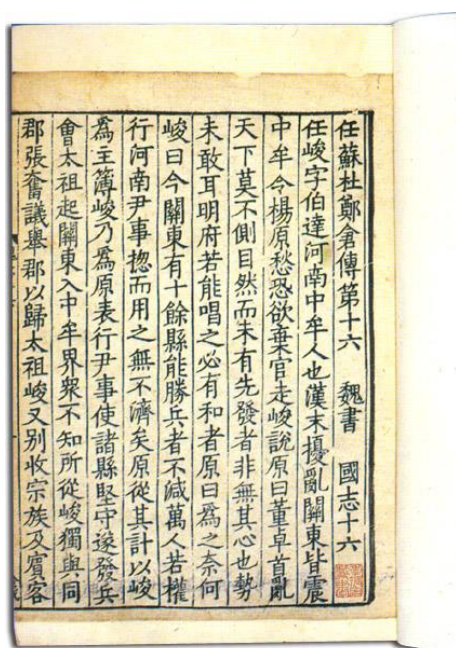 任蘇杜鄭倉傳第十六　魏書　國志十六
任峻字伯達河南中牟人也漢末擾亂關東皆震
中牟令楊原愁恐欲棄官走峻說原曰董卓首亂
天下莫不側目然而未有先發者非無其心也勢
未敢耳明府若能唱之必有和者原曰為之奈何
峻曰今關東有十餘縣能勝兵者不減萬人若權
行河南尹事揔而用之無不濟矣原從其計以峻
為主簿峻乃為原表行尹事使諸縣堅守遂發兵
會太祖起關東入中牟界衆不知所從峻獨與同
郡張奮議舉郡以歸太祖峻又別收宗族及賔客